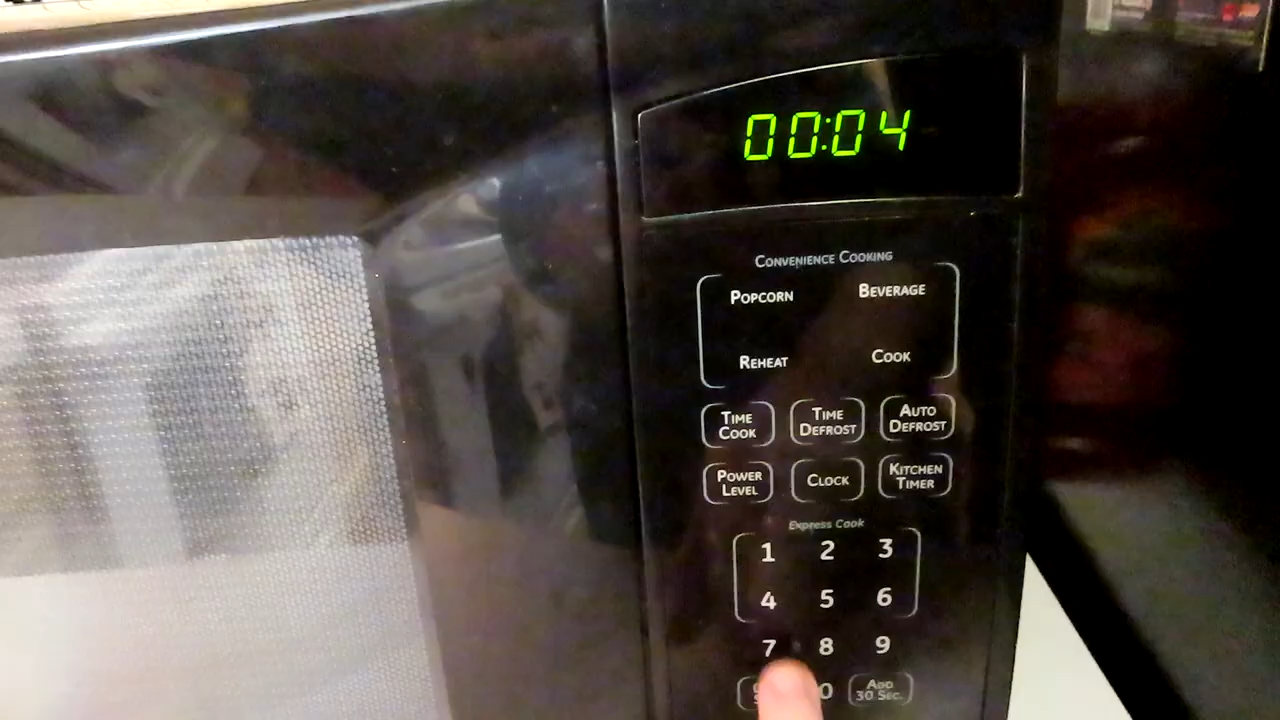 00:04
CONVENIENCE COOKING
POPCORN BEVERAGE
REHEAT COOK
TIME COOK
TIME DEFROST
AUTO DEFROST
POWER LEVEL
CLOCK
KITCHEN TIMER
Express Cook
1 2 3
4 5 6
7 8 9
0
ADD 30 SEC.